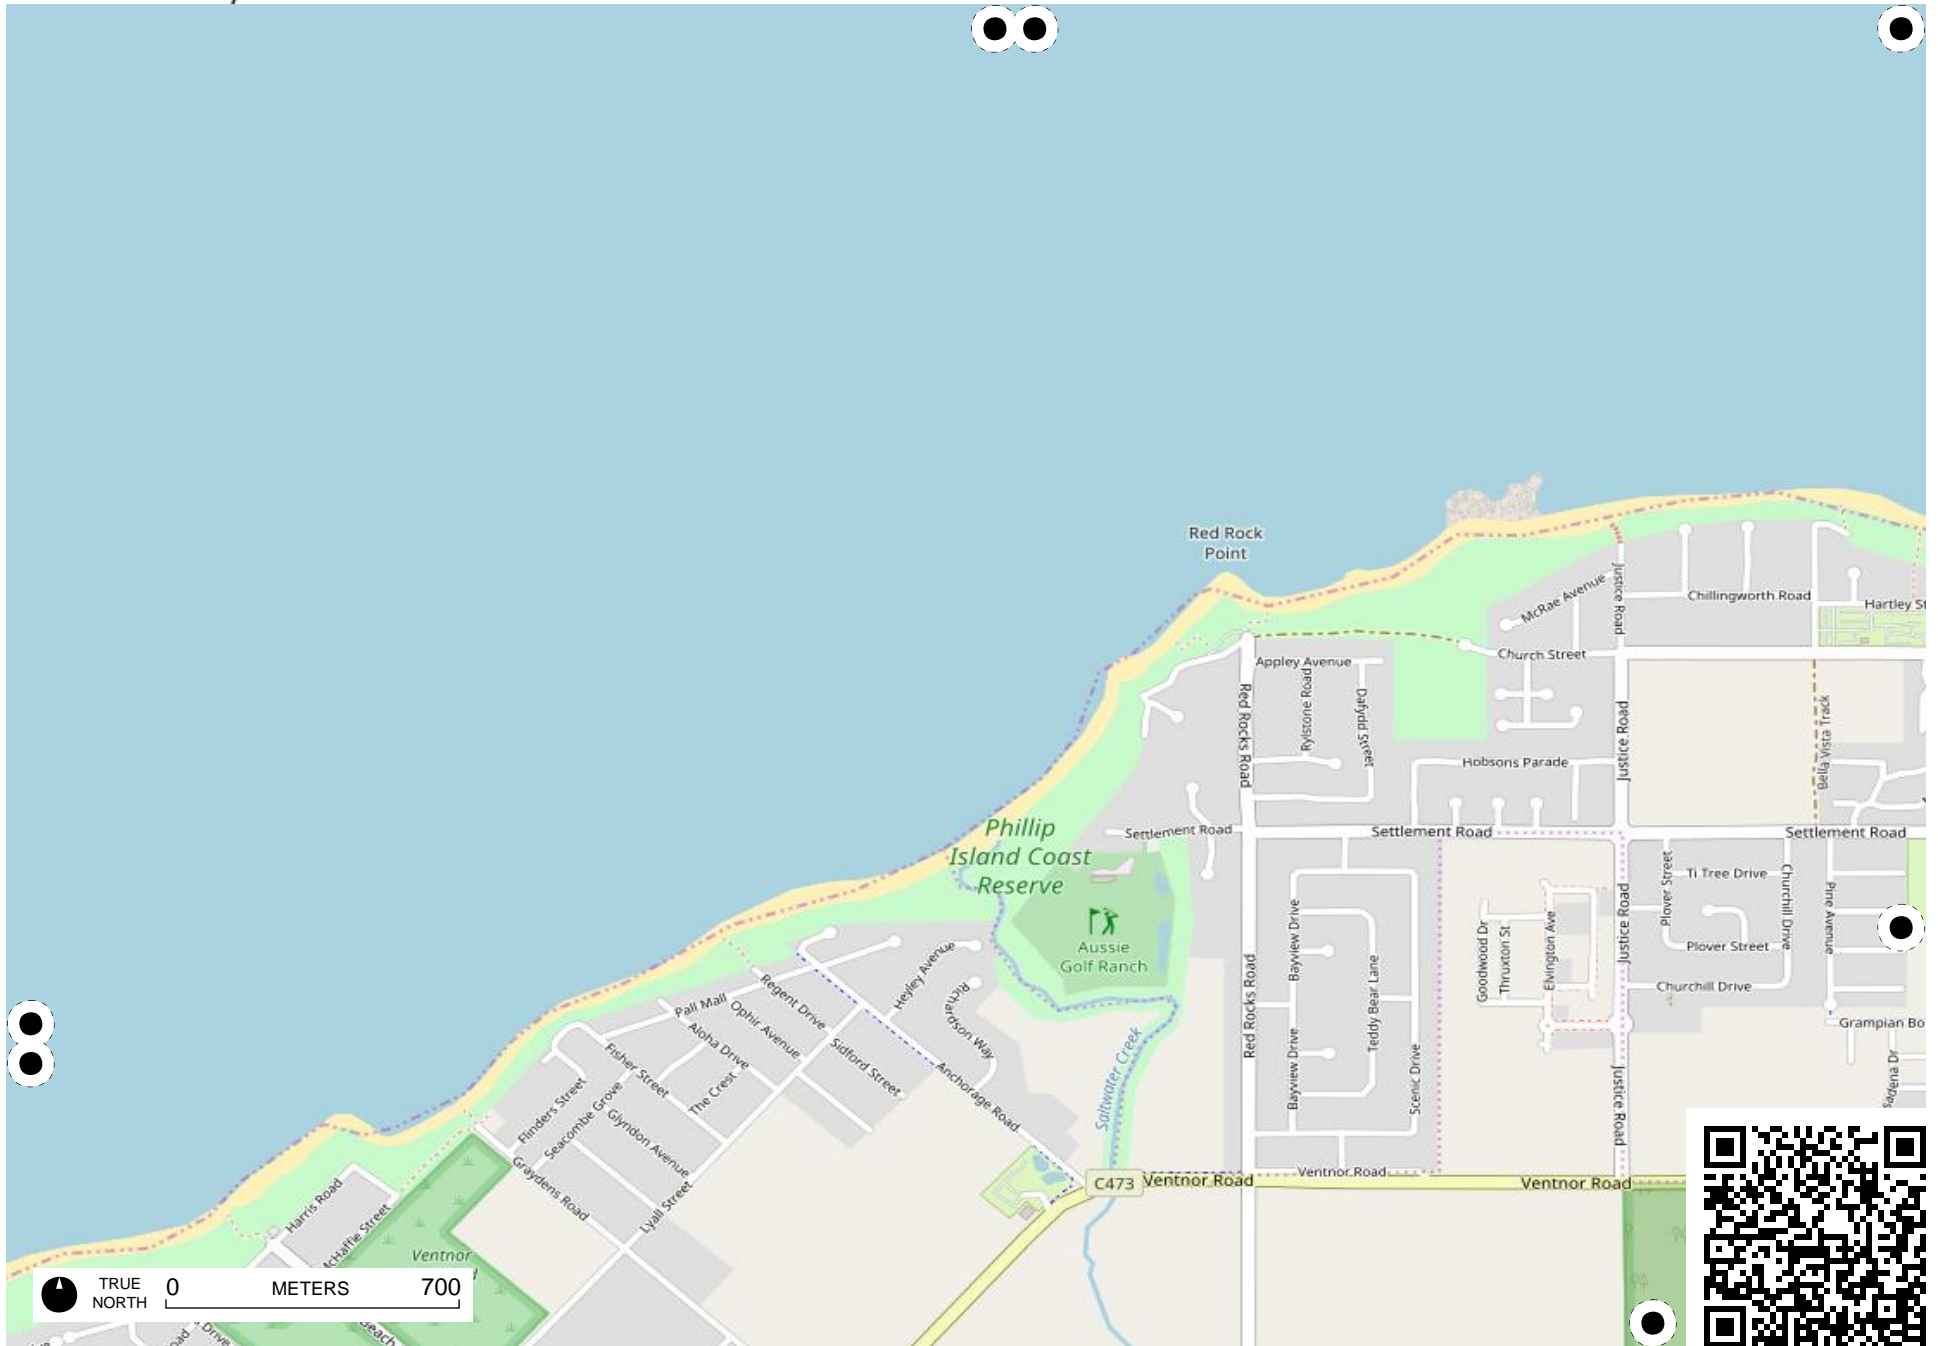 Red Rock
Point
McRae Avenue
Justice Road
Chillingworth Road
Hartley St
Church Street
Appley Avenue
Rylstone Road
Dafydd Street
Red Rocks Road
Justice Road
Bella Vista Track
Hobsons Parade
Settlement Road
Settlement Road
Settlement Road
Phillip
Island Coast
Reserve
Aussie
Golf Ranch
Plover Street
Ti Tree Drive
Churchill Drive
Pine Avenue
Justice Road
Plover Street
Churchill Drive
Bayview Drive
Goodwood Dr
Thruxton St
Elvington Ave
Teddy Bear Lane
Red Rocks Road
Heyley Avenue
Richardson Way
Pall Mall
Regent Drive
Ophir Avenue
Aloha Drive
Sidford Street
Fisher Street
The Crest
Anchorage Road
Saltwater Creek
Grampian Bo
sadena Dr
Bayview Drive
Scenic Drive
Justice Road
Flinders Street
Seacombe Grove
Glyndon Avenue
Graydens Road
Lyall Street
C473
Ventnor Road
Ventnor Road
Ventnor Road
Harris Road
McHaffie Street
Ventnor
TRUE
NORTH
0 METERS 700
oad
Drive
Beach